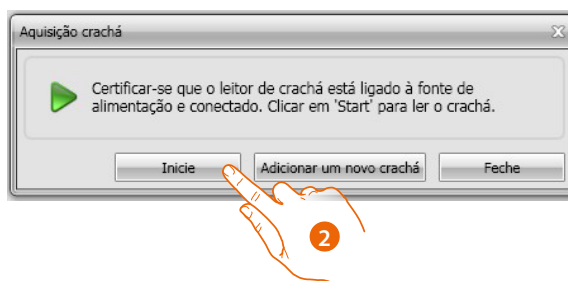 Aquisição crachá
Certificar-se que o leitor de crachá está ligado à fonte de
alimentação e conectado. Clicar em 'Start' para ler o crachá.
Inicie Adicionar um novo crachá Feche
2